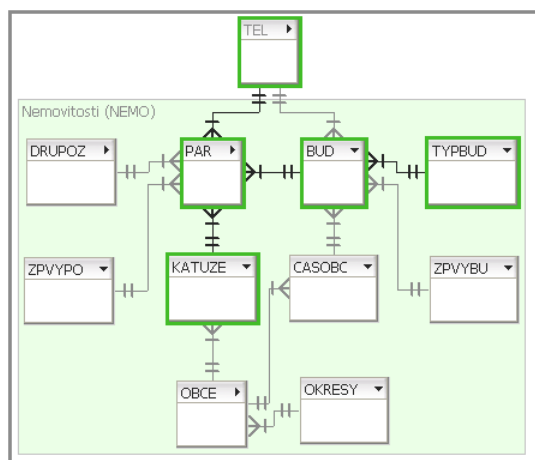 TEL
Nemovitosti (NEMO)
DRUPOZ
PAR
BUD
TYPBUD
ZPVYPO
KATUZE
CASOBC
ZPVYBU
OBCE
OKRESY